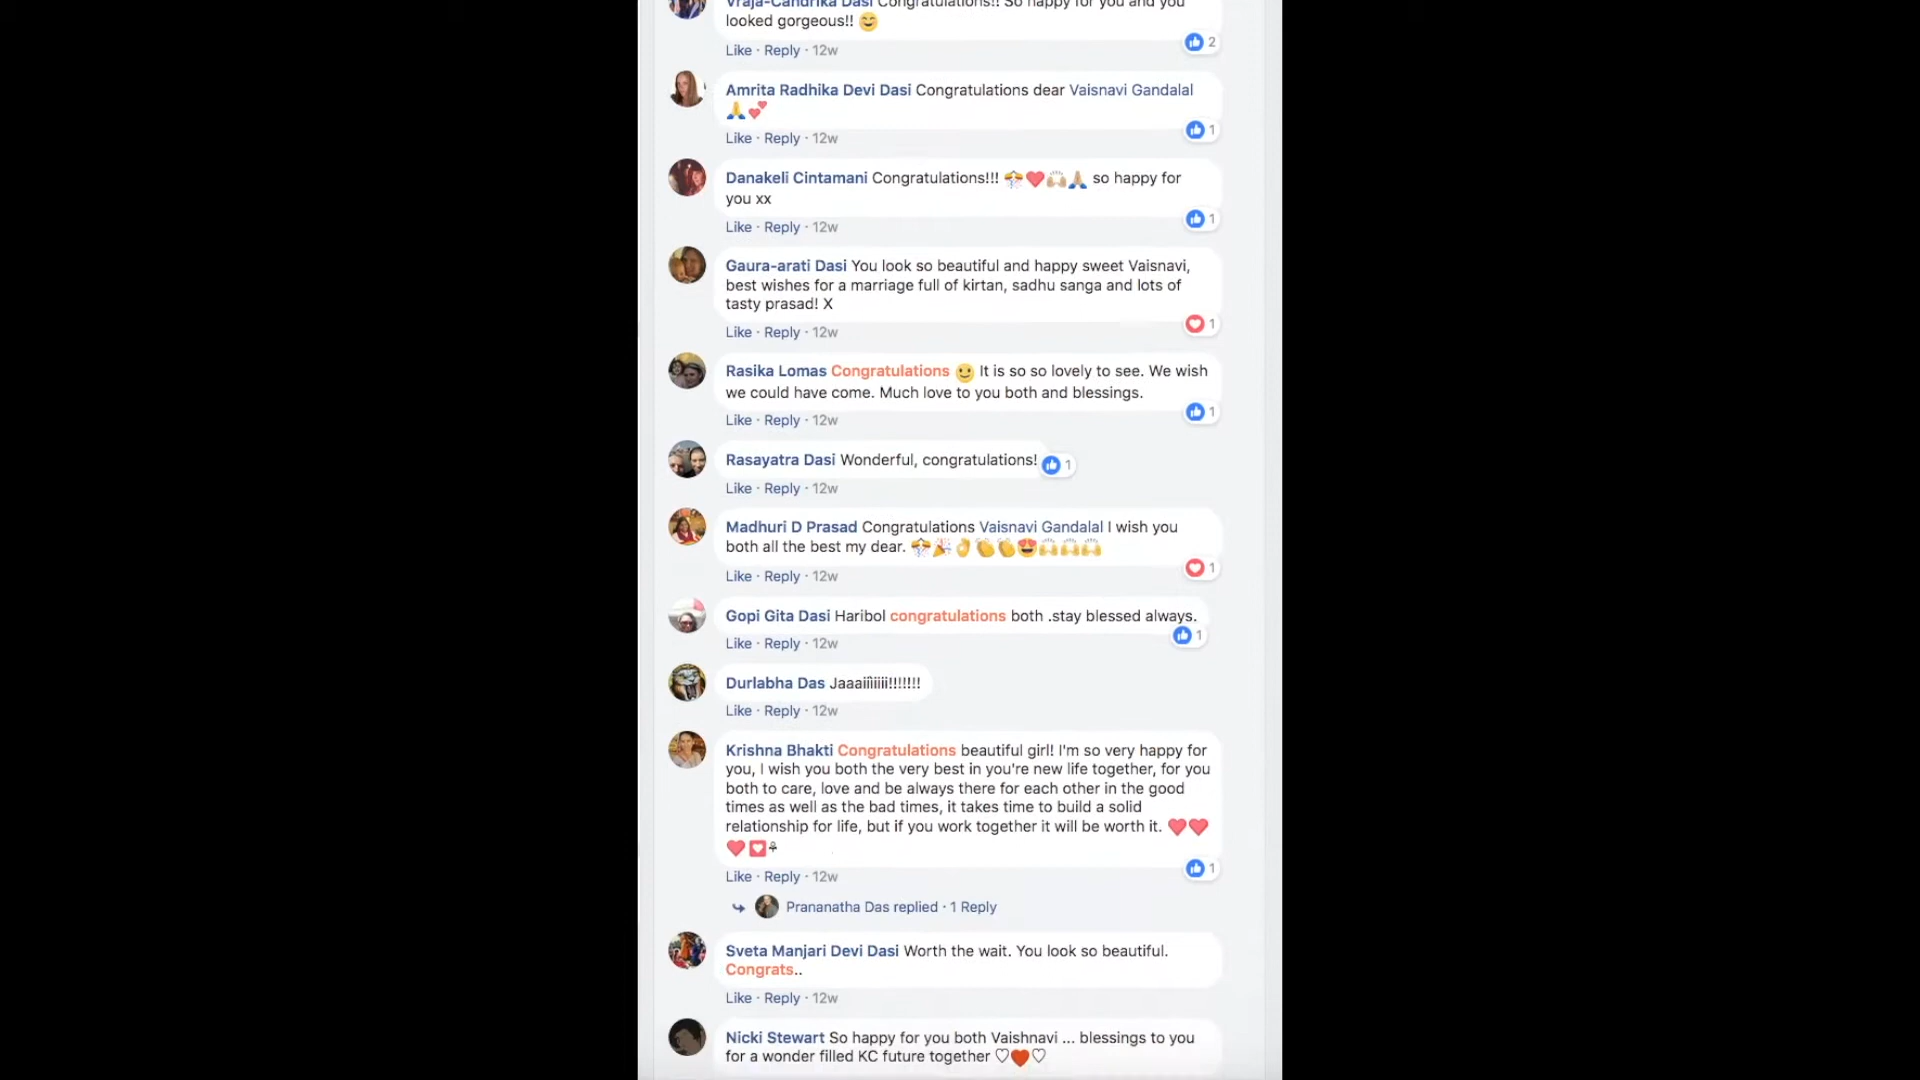 Vraja-Candrika Dasi Congratulations!! So happy for you and you
looked gorgeous!! 😊
2
Like · Reply · 12w
Amrita Radhika Devi Dasi Congratulations dear Vaisnavi Gandalal
🙏💕
1
Like · Reply · 12w
Danakeli Cintamani Congratulations!!! 🎊❤️🙌🏼🙏🏽 so happy for
you xx
1
Like · Reply · 12w
Gaura-arati Dasi You look so beautiful and happy sweet Vaisnavi,
best wishes for a marriage full of kirtan, sadhu sanga and lots of
tasty prasad! X
1
Like · Reply · 12w
Rasika Lomas Congratulations 🙂 It is so so lovely to see. We wish
we could have come. Much love to you both and blessings.
1
Like · Reply · 12w
Rasayatra Dasi Wonderful, congratulations!
1
Like · Reply · 12w
Madhuri D Prasad Congratulations Vaisnavi Gandalal I wish you
both all the best my dear. 🎊🎉👌👏👏😍🙌🙌🙌
1
Like · Reply · 12w
Gopi Gita Dasi Haribol congratulations both .stay blessed always.
1
Like · Reply · 12w
Durlabha Das Jaaaiiìiiiii!!!!!!!
Like · Reply · 12w
Krishna Bhakti Congratulations beautiful girl! I'm so very happy for
you, I wish you both the very best in you're new life together, for you
both to care, love and be always there for each other in the good
times as well as the bad times, it takes time to build a solid
relationship for life, but if you work together it will be worth it. ❤️❤️
❤️💟⚘
1
Like · Reply · 12w
Prananatha Das replied · 1 Reply
Sveta Manjari Devi Dasi Worth the wait. You look so beautiful.
Congrats..
Like · Reply · 12w
Nicki Stewart So happy for you both Vaishnavi ... blessings to you
for a wonder filled KC future together ♡♥♡